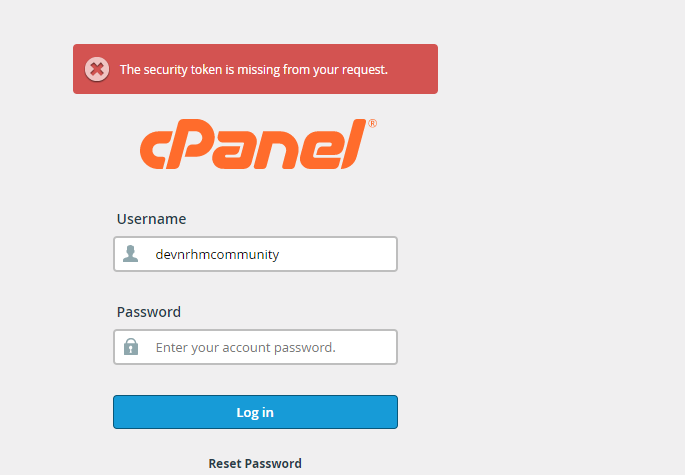 The security token is missing from your request.
cPanel®
Username
devnrhmcommunity
Password
Enter your account password.
Log in
Reset Password